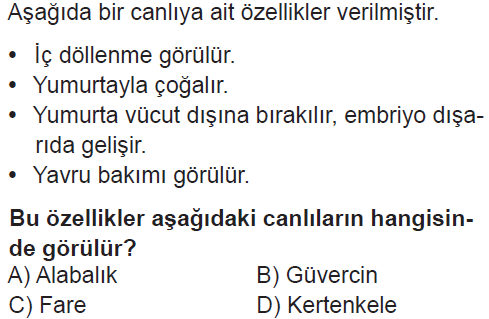 Aşağıda bir canlıya ait özellikler verilmiştir.
• İç döllenme görülür.
• Yumurtayla çoğalır.
• Yumurta vücut dışına bırakılır, embriyo dışa-
rıda gelişir.
• Yavru bakımı görülür.
Bu özellikler aşağıdaki canlıların hangisin-
de görülür?
A) Alabalık B) Güvercin
C) Fare D) Kertenkele